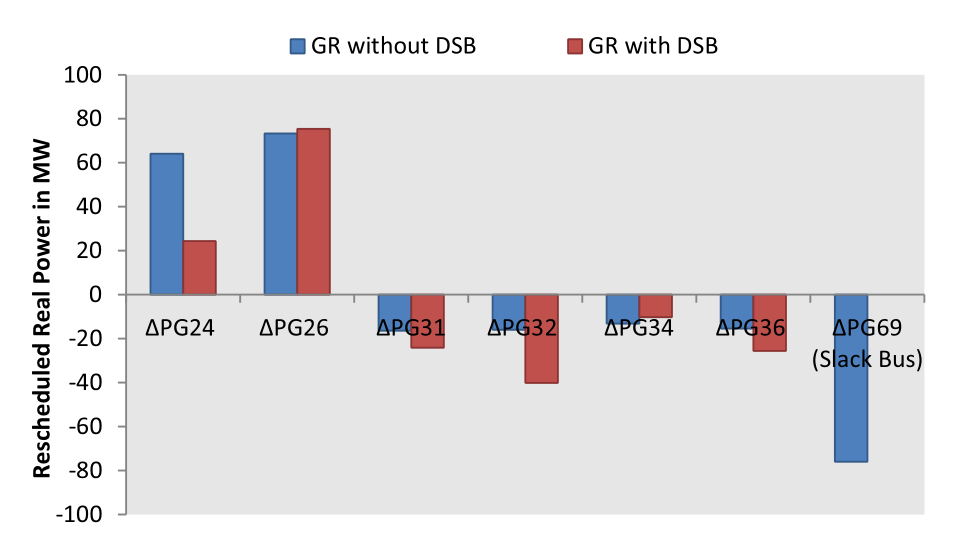 GR without DSB
GR with DSB
Rescheduled Real Power in MW
100
80
60
40
20
0
-20
-40
-60
-80
-100
ΔPG24
ΔPG26
ΔPG31
ΔPG32
ΔPG34
ΔPG36
ΔPG69
(Slack Bus)